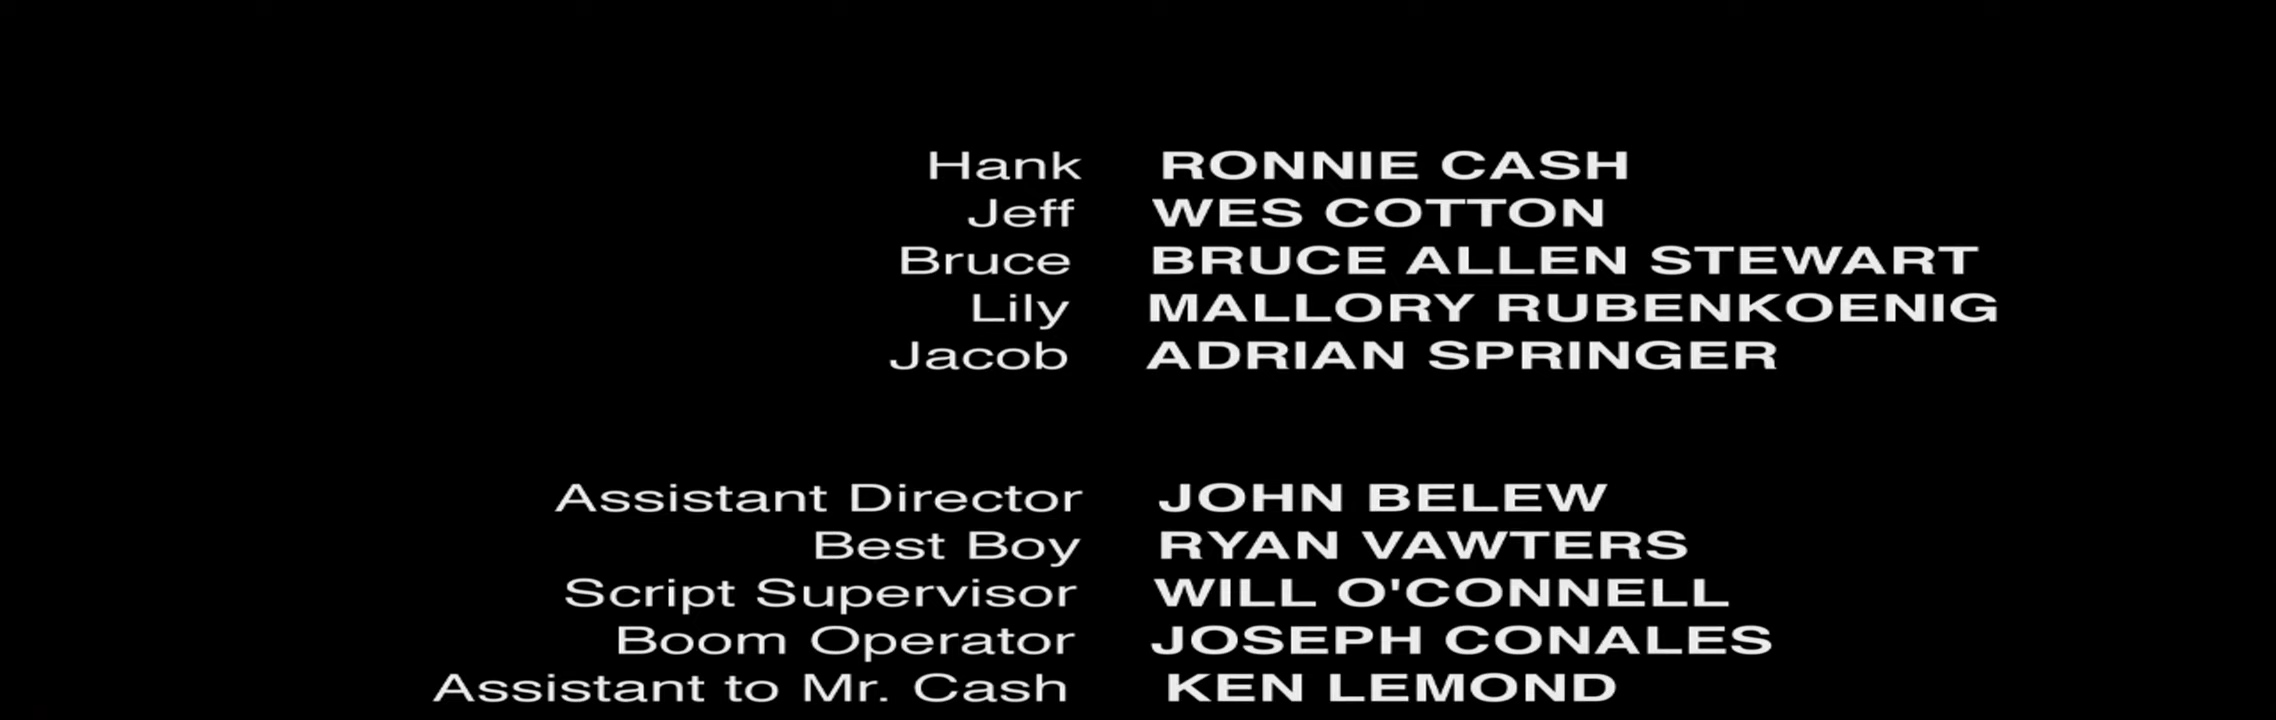 Hank RONNIE CASH
Jeff WES COTTON
Bruce BRUCE ALLEN STEWART
Lily MALLORY RUBENKOENIG
Jacob ADRIAN SPRINGER
Assistant Director JOHN BELEW
Best Boy RYAN VAWTERS
Script Supervisor WILL O'CONNELL
Boom Operator JOSEPH CONALES
Assistant to Mr. Cash KEN LEMOND